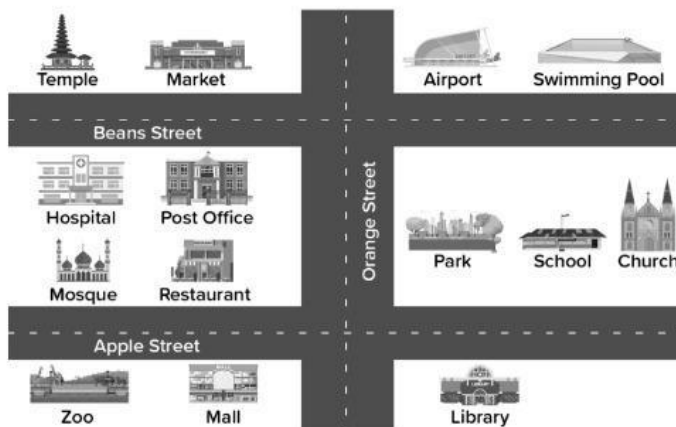 Temple
Market
Airport
Swimming Pool
Beans Street
Hospital
Post Office
Orange Street
Park
School
Church
Mosque
Restaurant
Apple Street
Zoo
Mall
Library